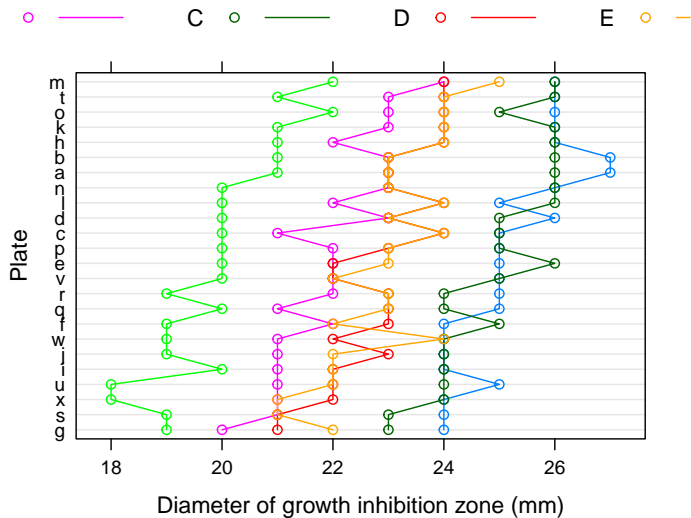 C D E
m
t
o
k
h
b
a
n
l
d
c
p
e
v
r
q
f
w
j
i
u
x
s
g
Plate
18 20 22 24 26
Diameter of growth inhibition zone (mm)